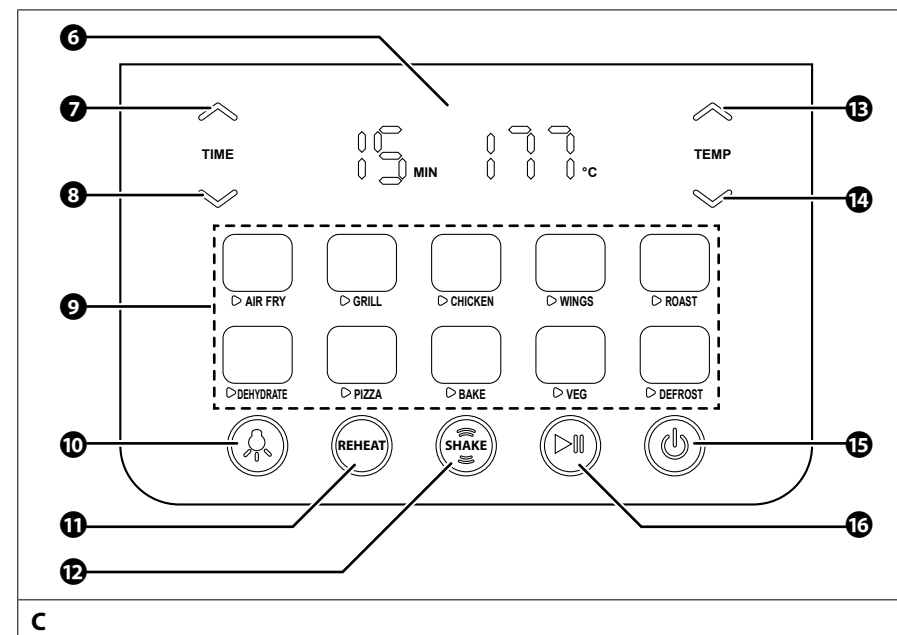 6
7 13
TIME 15 MIN 177 °C TEMP
8 14
9
AIR FRY GRILL CHICKEN WINGS ROAST
DEHYDRATE PIZZA BAKE VEG DEFROST
10 REHEAT SHAKE 15
11 16
12
C